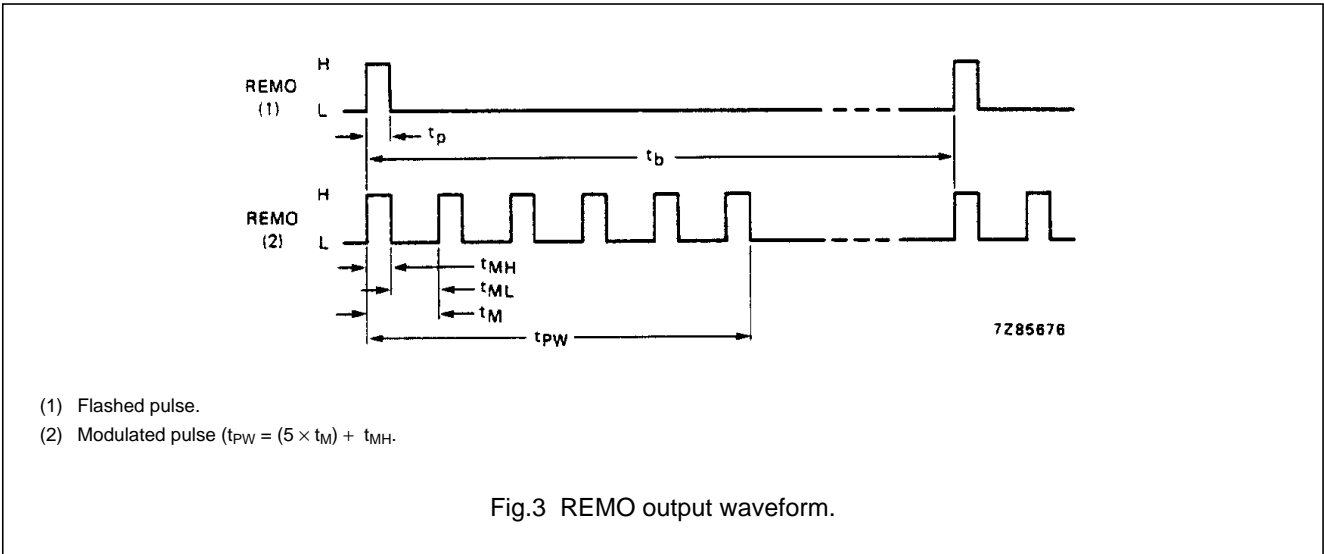 H
REMO
(1)
L
tp
tb
H
REMO
(2)
L
tMH
tML
tM
tPW
7Z85676
(1) Flashed pulse.
(2) Modulated pulse (tPW = (5 × tM) + tMH.
Fig.3 REMO output waveform.